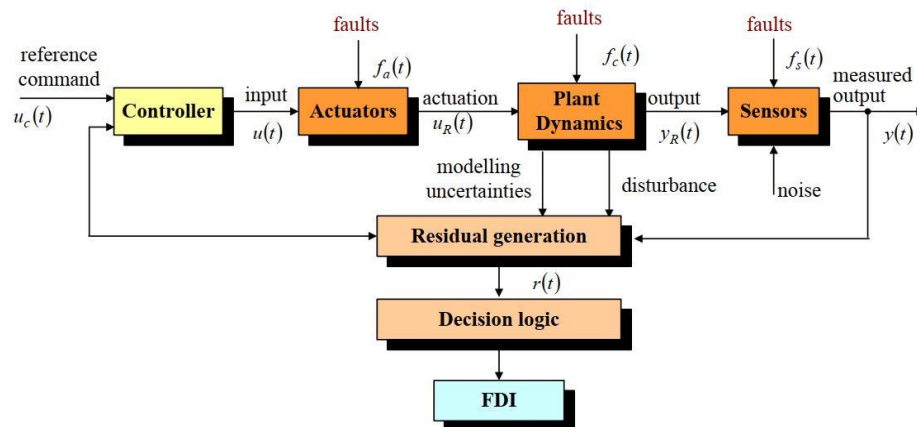 faults
faults
faults
reference
command
f_a(t)
f_c(t)
f_s(t)
measured
output
input
actuation
output
Controller
Actuators
Plant
Dynamics
Sensors
u_c(t)
u(t)
u_R(t)
y_R(t)
y(t)
modelling
uncertainties
disturbance
noise
Residual generation
r(t)
Decision logic
FDI